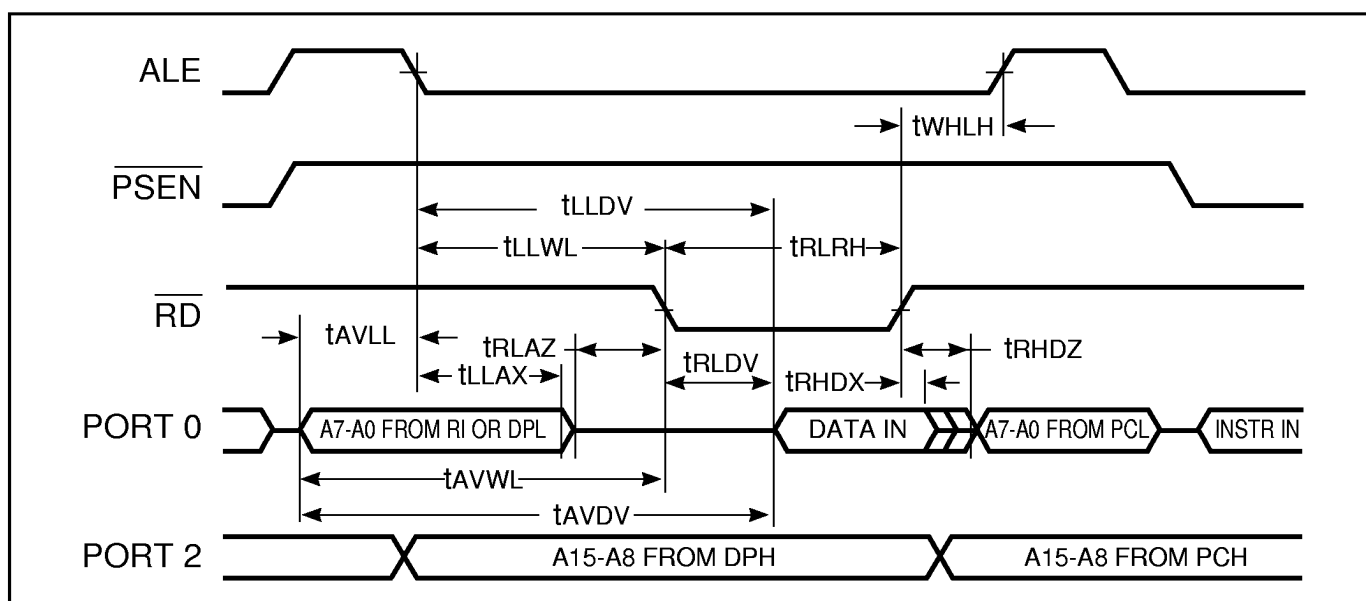 ALE
tWHLH
PSEN
tLLDV
tLLWL
tRLRH
RD
tAVLL
tRLAZ
tLLAX
tRLDV
tRHDX
tRHDZ
PORT 0
A7-A0 FROM RI OR DPL
DATA IN
A7-A0 FROM PCL
INSTR IN
tAVWL
tAVDV
PORT 2
A15-A8 FROM DPH
A15-A8 FROM PCH